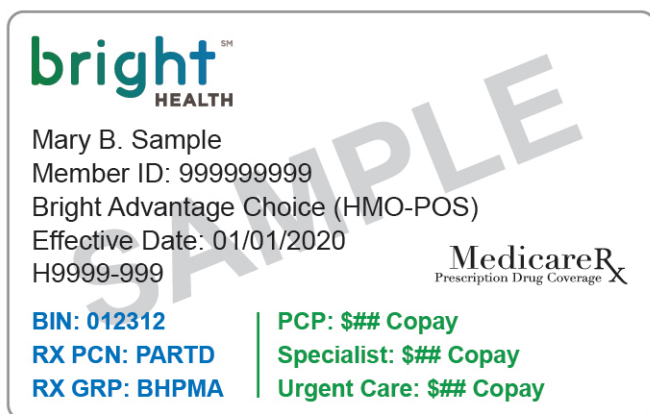 bright℠
HEALTH
SAMPLE
Mary B. Sample
Member ID: 999999999
Bright Advantage Choice (HMO-POS)
Effective Date: 01/01/2020
H9999-999
MedicareRx
Prescription Drug Coverage
BIN: 012312
RX PCN: PARTD
RX GRP: BHPMA
PCP: $## Copay
Specialist: $## Copay
Urgent Care: $## Copay